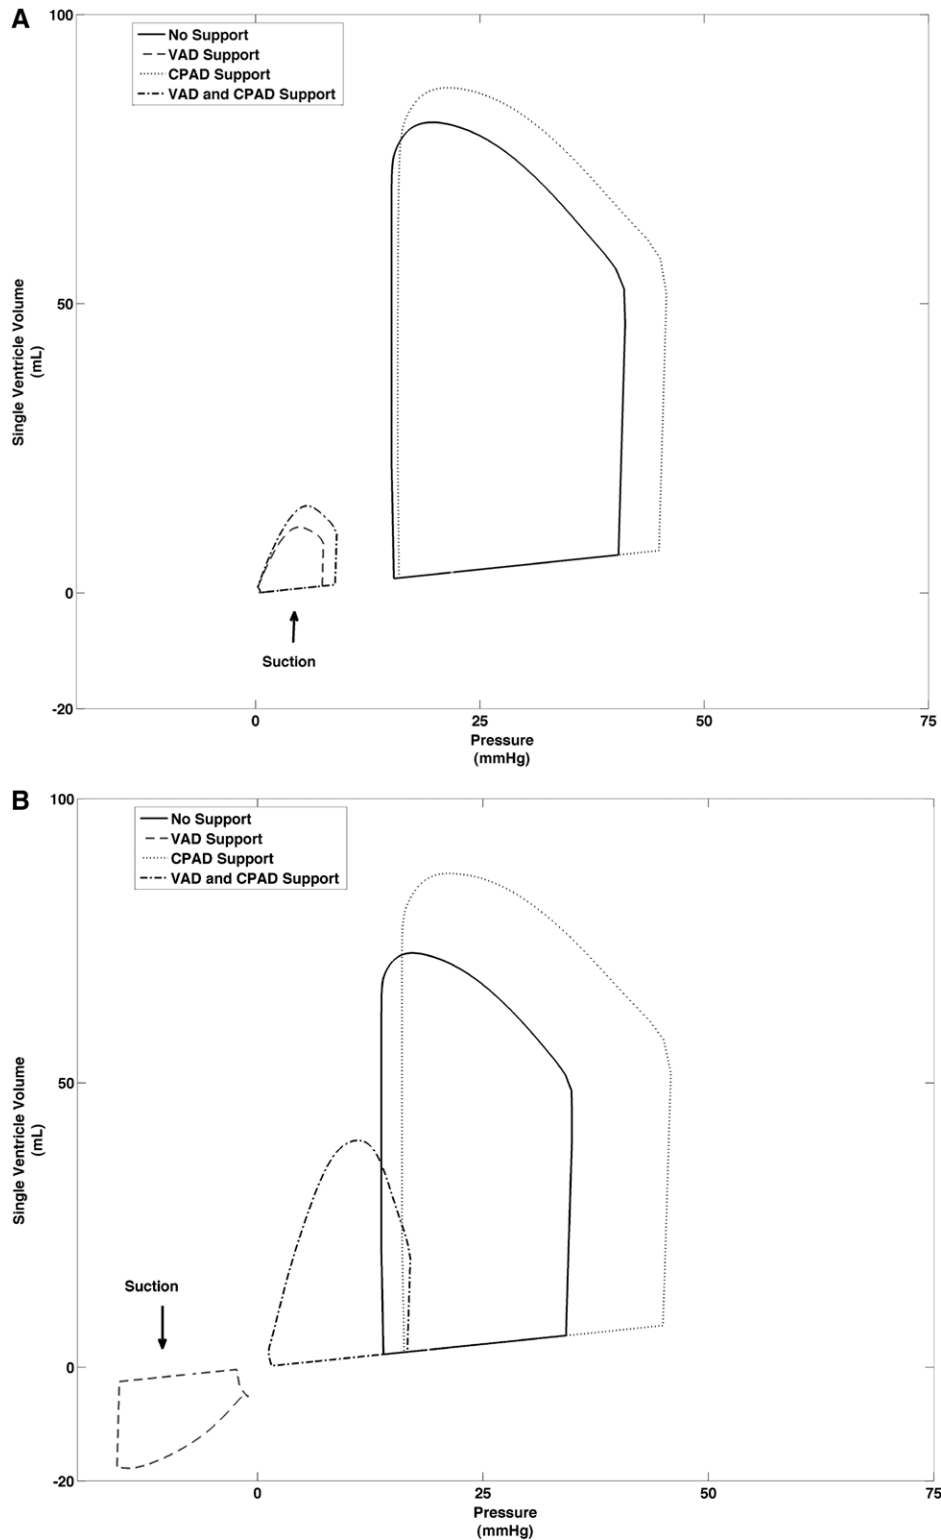 A
100
No Support
VAD Support
CPAD Support
VAD and CPAD Support
50
Single Ventricle Volume
(mL)
0
Suction
-20
0
25
50
75
Pressure
(mmHg)
B
100
No Support
VAD Support
CPAD Support
VAD and CPAD Support
50
Single Ventricle Volume
(mL)
Suction
0
-20
0
25
50
75
Pressure
(mmHg)